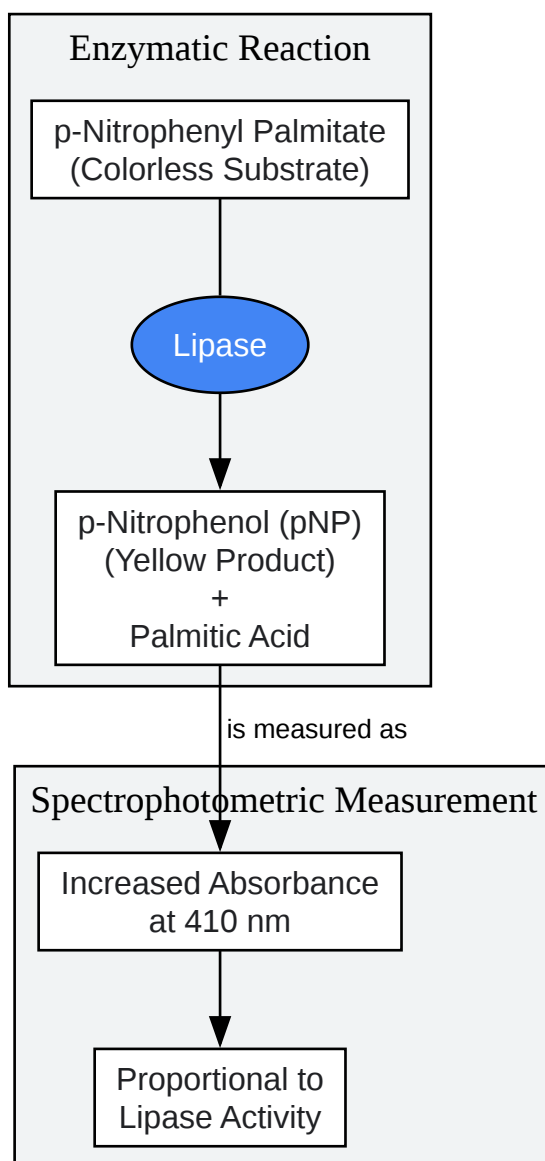 Enzymatic Reaction
p-Nitrophenyl Palmitate
(Colorless Substrate)
Lipase
p-Nitrophenol (pNP)
(Yellow Product)
+
Palmitic Acid
is measured as
Spectrophotometric Measurement
Increased Absorbance
at 410 nm
Proportional to
Lipase Activity